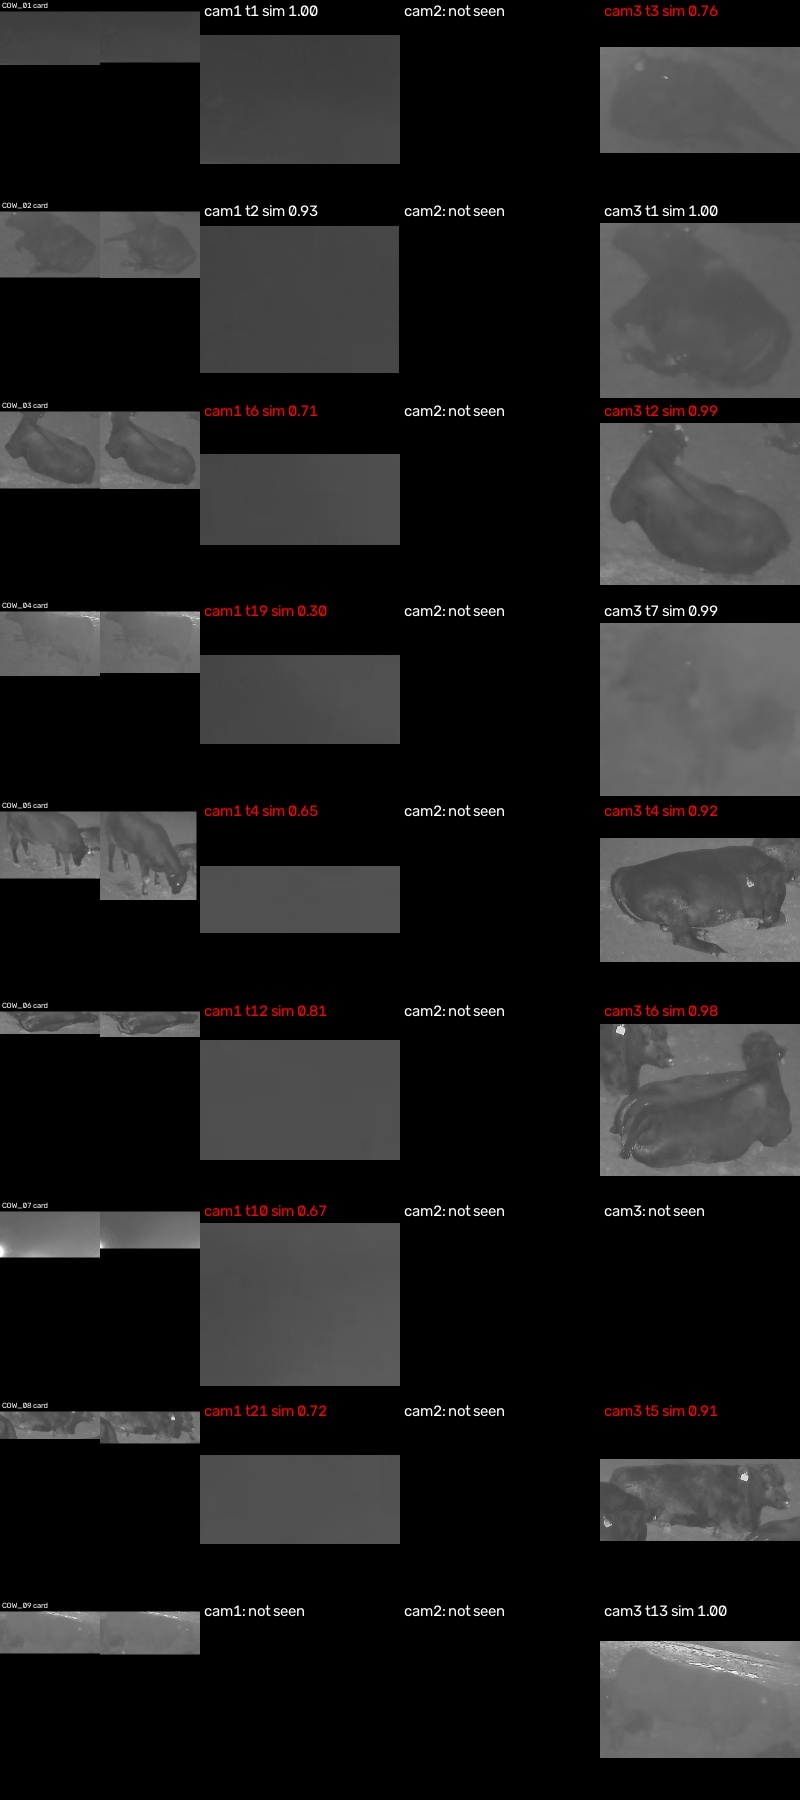 COW_01 card
cam1 t1 sim 1.00
cam2: not seen
cam3 t3 sim 0.76
COW_02 card
cam1 t2 sim 0.93
cam2: not seen
cam3 t1 sim 1.00
COW_03 card
cam1 t6 sim 0.71
cam2: not seen
cam3 t2 sim 0.99
COW_04 card
cam1 t19 sim 0.30
cam2: not seen
cam3 t7 sim 0.99
COW_05 card
cam1 t4 sim 0.65
cam2: not seen
cam3 t4 sim 0.92
COW_06 card
cam1 t12 sim 0.81
cam2: not seen
cam3 t6 sim 0.98
COW_07 card
cam1 t10 sim 0.67
cam2: not seen
cam3: not seen
COW_08 card
cam1 t21 sim 0.72
cam2: not seen
cam3 t5 sim 0.91
COW_09 card
cam1: not seen
cam2: not seen
cam3 t13 sim 1.00